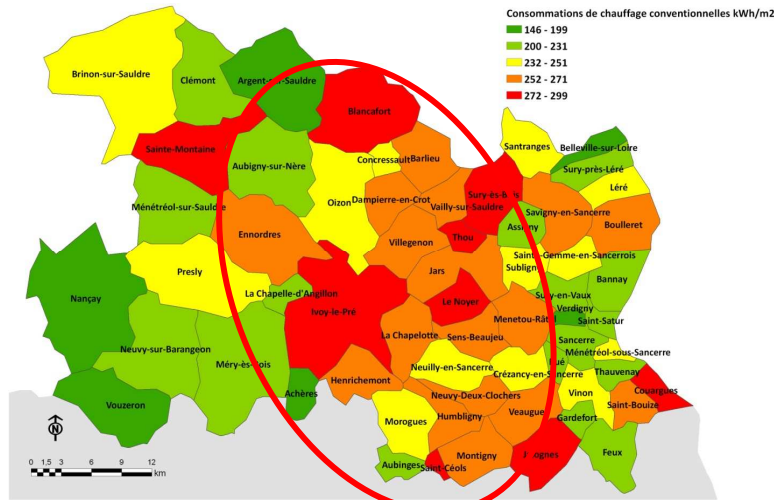 Consommations de chauffage conventionnelles kWh/m2
146 - 199
200 - 231
232 - 251
252 - 271
272 - 299
Brinon-sur-Sauldre
Clémont
Argent-sur-Sauldre
Blancafort
Sainte-Montaine
Aubigny-sur-Nère
Concressault
Barlieu
Santranges
Belleville-sur-Loire
Sury-près-Léré
Léré
Ménétréol-sur-Sauldre
Oizon
Dampierre-en-Crot
Vailly-sur-Sauldre
Sury-ès-Bois
Savigny-en-Sancerre
Boulleret
Assigny
Ennordres
Villegenon
Thou
Sainte-Gemme-en-Sancerrois
Subligny
Bannay
Presly
Jars
Nançay
La Chapelle-d'Angillon
Ivoy-le-Pré
Le Noyer
Sury-en-Vaux
Verdigny
Saint-Satur
Menetou-Râtel
La Chapelotte
Sens-Beaujeu
Sancerre
Ménétréol-sous-Sancerre
Neuvy-sur-Barangeon
Méry-ès-Bois
Neuilly-en-Sancerre
Crézancy-en-Sancerre
Bué
Thauvenay
Henrichemont
Achères
Neuvy-Deux-Clochers
Vinon
Couargues
Saint-Bouize
Vouzeron
Morogues
Humbligny
Veaugues
Gardefort
Montigny
Jalognes
Feux
Aubinges
Saint-Céols
N
0 1,5 3 6 9 12
km